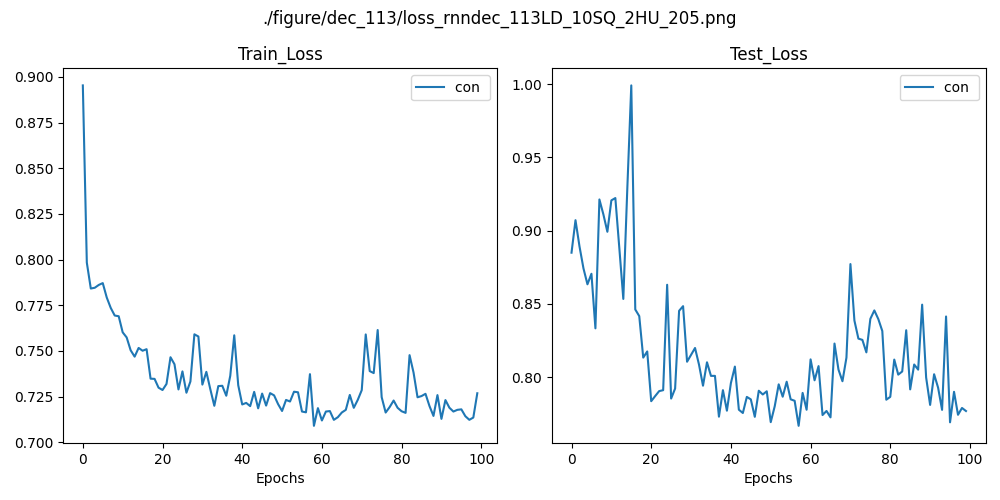 ./figure/dec_113/loss_rnndec_113LD_10SQ_2HU_205.png
Train_Loss
con
0.900
0.875
0.850
0.825
0.800
0.775
0.750
0.725
0.700
0 20 40 60 80 100
Epochs
Test_Loss
con
1.00
0.95
0.90
0.85
0.80
0 20 40 60 80 100
Epochs